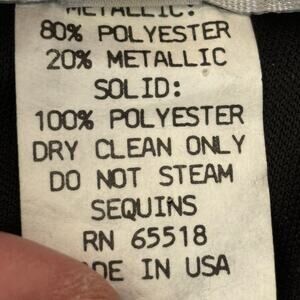 METALLIC:
80% POLYESTER
20% METALLIC
SOLID:
100% POLYESTER
DRY CLEAN ONLY
DO NOT STEAM
SEQUINS
RN 65518
DE IN USA